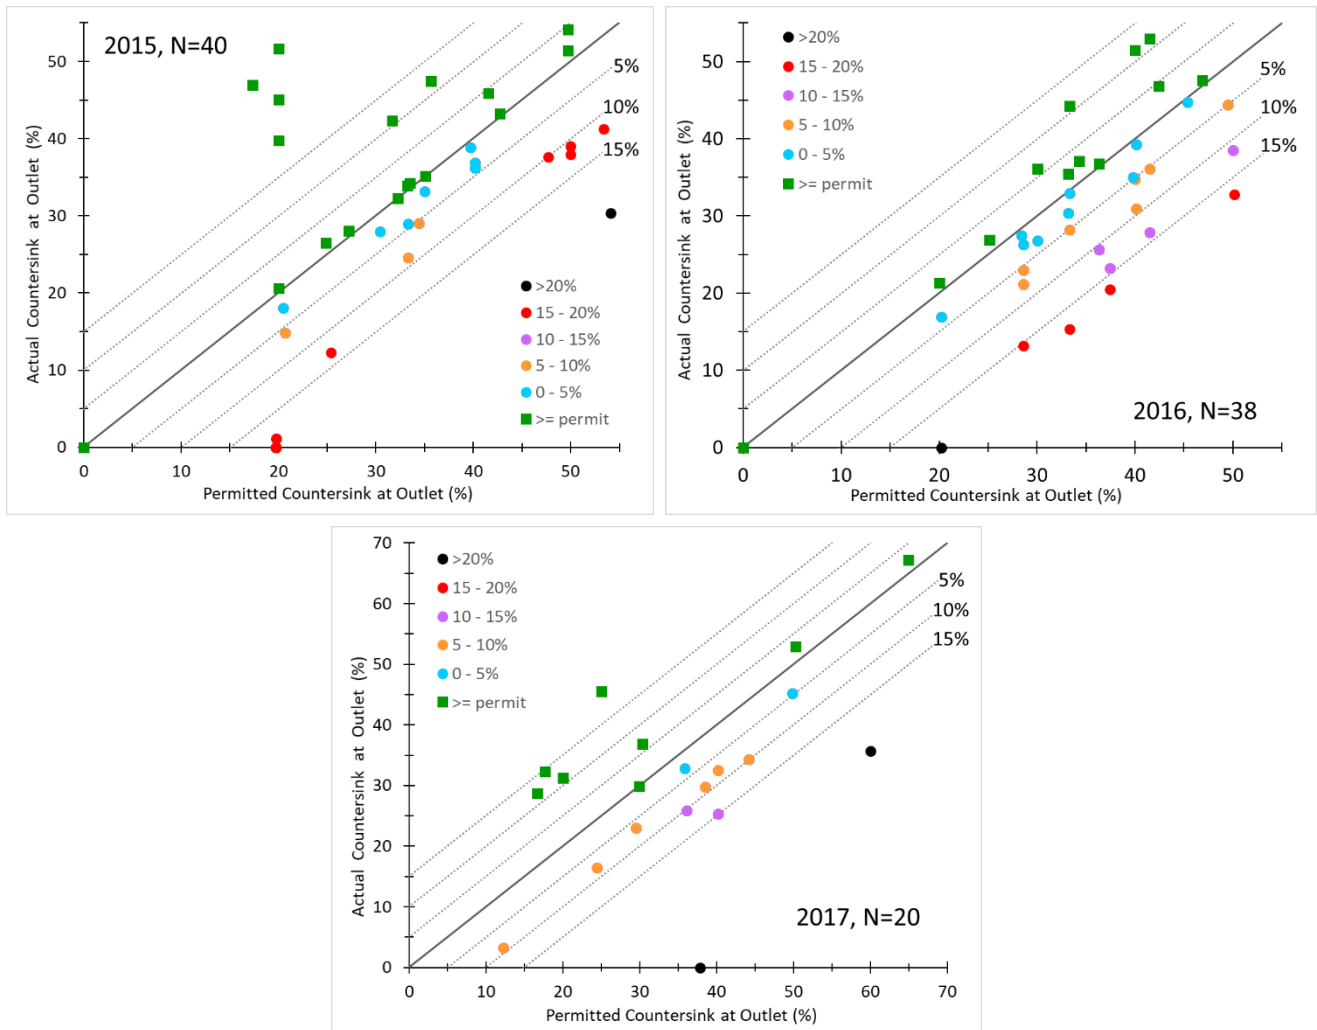 2015, N=40
Actual Countersink at Outlet (%)
50
40
30
20
10
0
5%
10%
15%
>20%
15 - 20%
10 - 15%
5 - 10%
0 - 5%
>= permit
0 10 20 30 40 50
Permitted Countersink at Outlet (%)
>20%
15 - 20%
10 - 15%
5 - 10%
0 - 5%
>= permit
Actual Countersink at Outlet (%)
50
40
30
20
10
0
5%
10%
15%
2016, N=38
0 10 20 30 40 50
Permitted Countersink at Outlet (%)
>20%
15 - 20%
10 - 15%
5 - 10%
0 - 5%
>= permit
Actual Countersink at Outlet (%)
70
60
50
40
30
20
10
0
5%
10%
15%
2017, N=20
0 10 20 30 40 50 60 70
Permitted Countersink at Outlet (%)